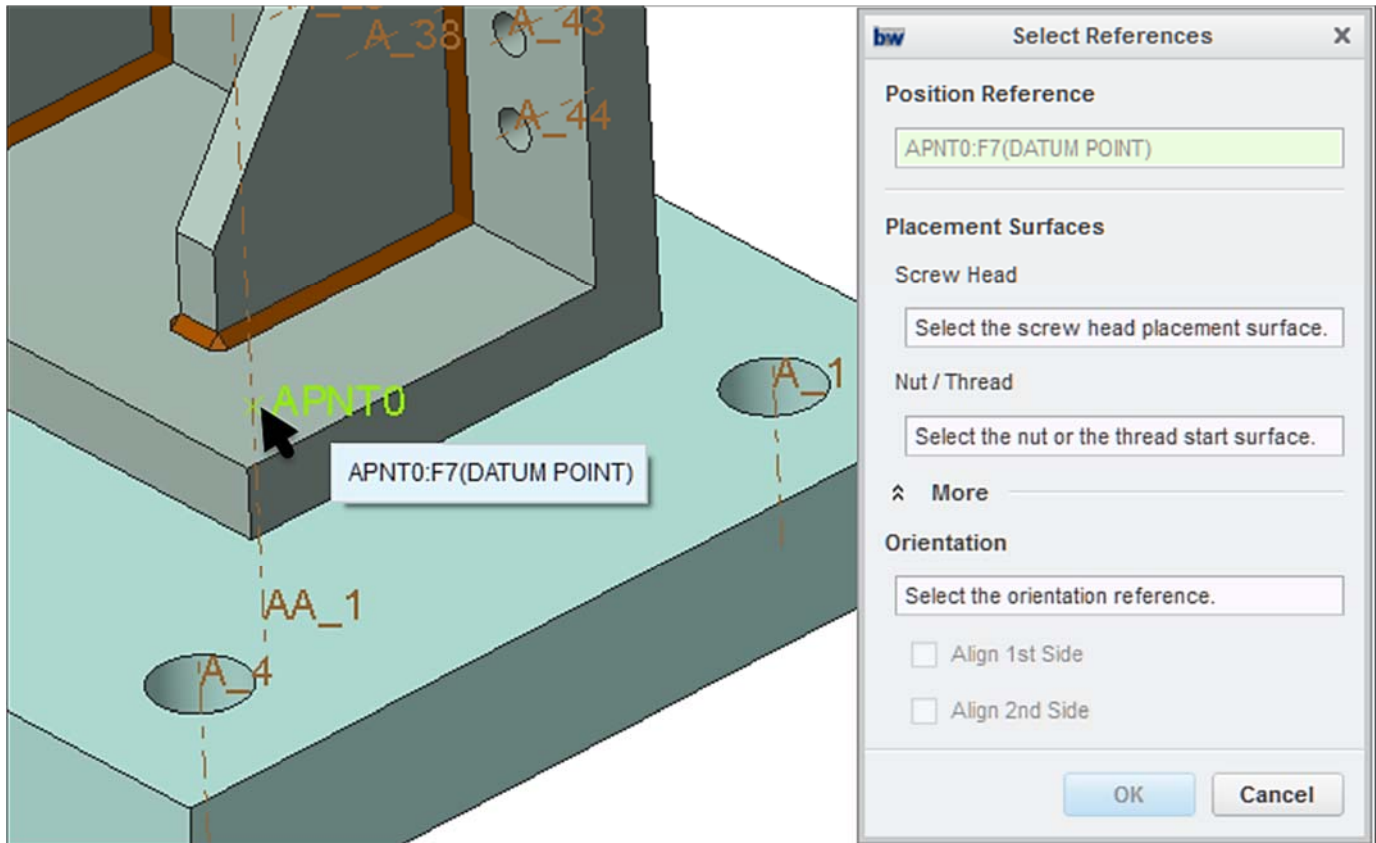 A_38
A_43
A_44
APNT0
APNT0:F7(DATUM POINT)
A_1
AA_1
A_4
bw
Select References
X
Position Reference
APNT0:F7(DATUM POINT)
Placement Surfaces
Screw Head
Select the screw head placement surface.
Nut / Thread
Select the nut or the thread start surface.
More
Orientation
Select the orientation reference.
Align 1st Side
Align 2nd Side
OK
Cancel